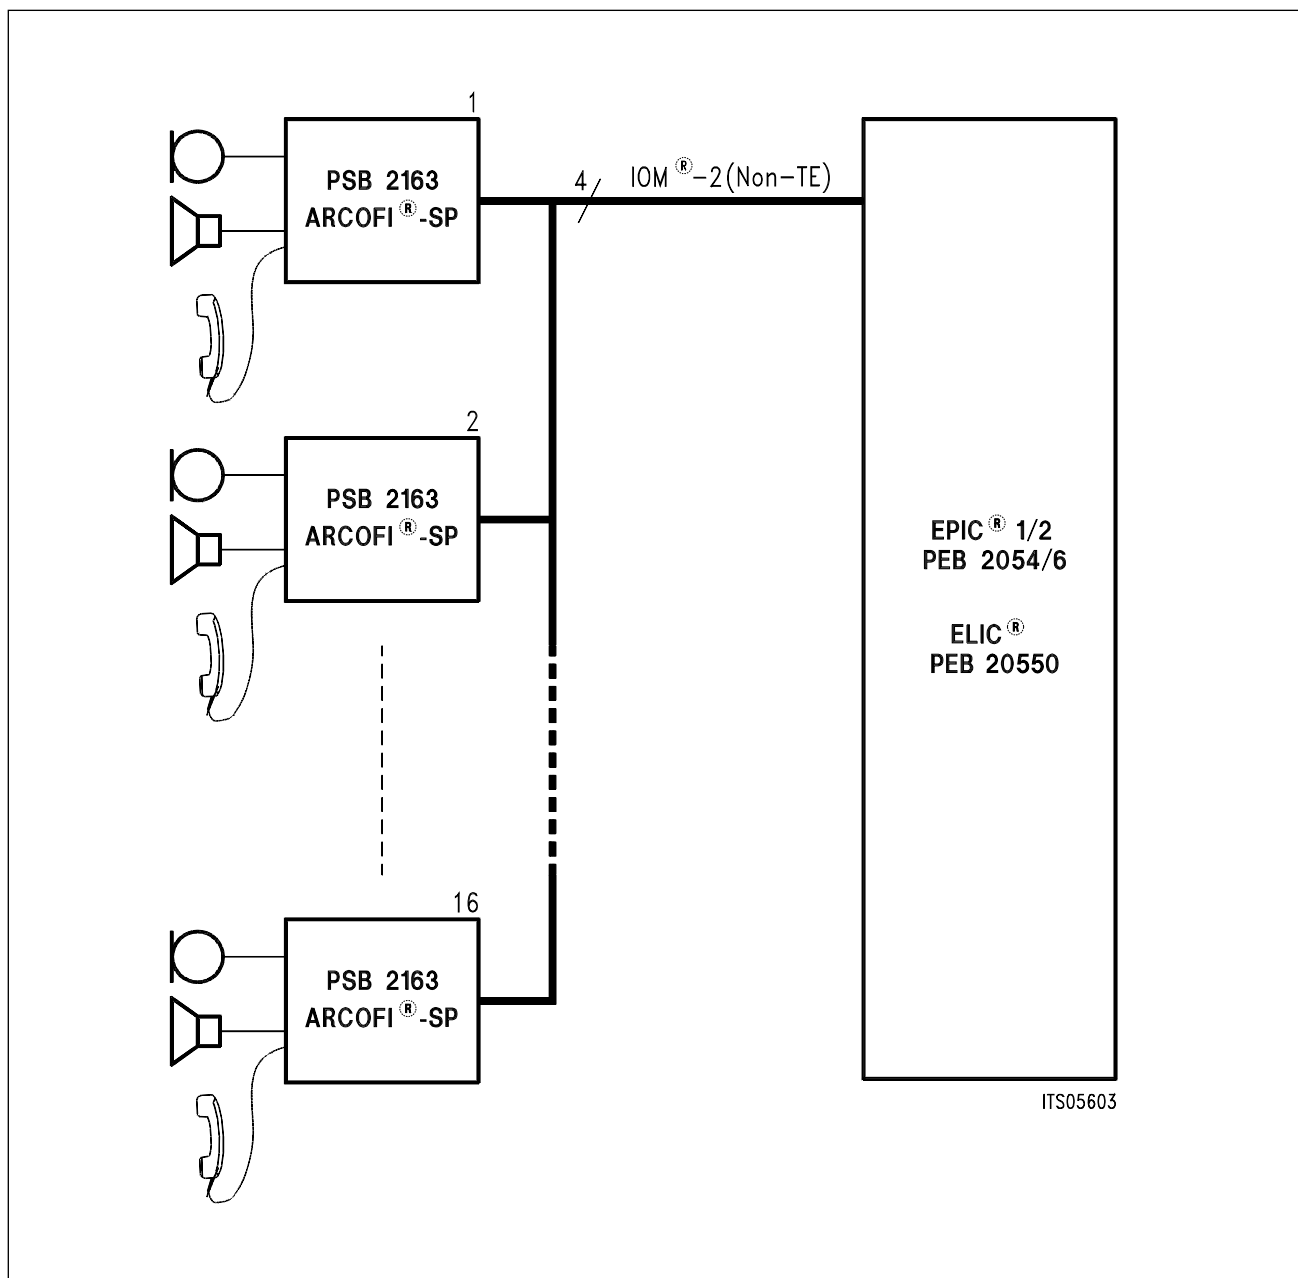 1
PSB 2163
ARCOFI®-SP
4
IOM®-2(Non-TE)
2
PSB 2163
ARCOFI®-SP
EPIC® 1/2
PEB 2054/6
ELIC®
PEB 20550
16
PSB 2163
ARCOFI®-SP
ITS05603